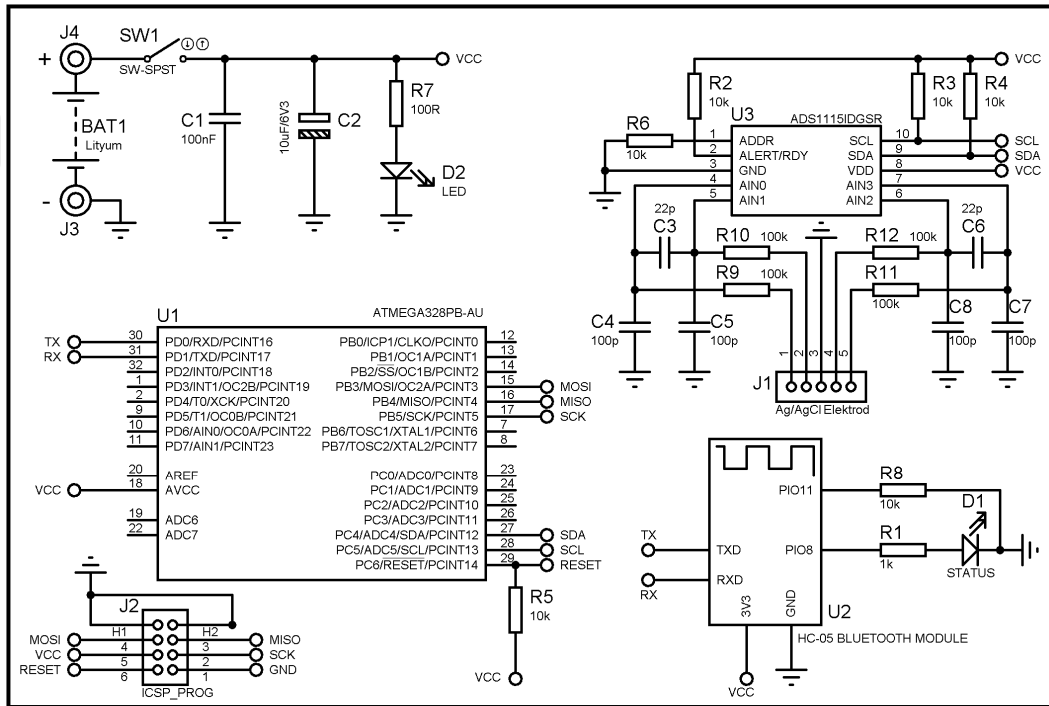 J4
SW1
+
SW-SPST
VCC
BAT1
Lityum
-
J3
C1
100nF
10uF/6V3
C2
R7
100R
D2
LED
VCC
R2
10k
R3
10k
R4
10k
U3
ADS1115IDGSR
R6
10k
1 ADDR SCL 10 SCL
2 ALERT/RDY SDA 9 SDA
3 GND VDD 8 VCC
4 AIN0 AIN3 7
5 AIN1 AIN2 6
22p
C3
R10 100k
R12 100k
22p
C6
R9 100k
R11 100k
C4 100p
C5 100p
C8 100p
C7 100p
1 2 3 4 5
J1
Ag/AgCl Elektrod
U1
ATMEGA328PB-AU
TX 30 PD0/RXD/PCINT16 PB0/ICP1/CLKO/PCINT0 12
RX 31 PD1/TXD/PCINT17 PB1/OC1A/PCINT1 13
32 PD2/INT0/PCINT18 PB2/SS/OC1B/PCINT2 14
1 PD3/INT1/OC2B/PCINT19 PB3/MOSI/OC2A/PCINT3 15 MOSI
2 PD4/T0/XCK/PCINT20 PB4/MISO/PCINT4 16 MISO
9 PD5/T1/OC0B/PCINT21 PB5/SCK/PCINT5 17 SCK
10 PD6/AIN0/OC0A/PCINT22 PB6/TOSC1/XTAL1/PCINT6 7
11 PD7/AIN1/PCINT23 PB7/TOSC2/XTAL2/PCINT7 8
20 AREF PC0/ADC0/PCINT8 23
VCC 18 AVCC PC1/ADC1/PCINT9 24
PC2/ADC2/PCINT10 25
19 ADC6 PC3/ADC3/PCINT11 26
22 ADC7 PC4/ADC4/SDA/PCINT12 27 SDA
PC5/ADC5/SCL/PCINT13 28 SCL
PC6/RESET/PCINT14 29 RESET
R5
10k
VCC
J2
H1 H2
MOSI 4 3 MISO
VCC 5 2 SCK
RESET 6 1 GND
ICSP_PROG
TX TXD
RX RXD
PIO11
PIO8
3V3
GND
R8
10k
R1
1k
D1
STATUS
U2
HC-05 BLUETOOTH MODULE
VCC